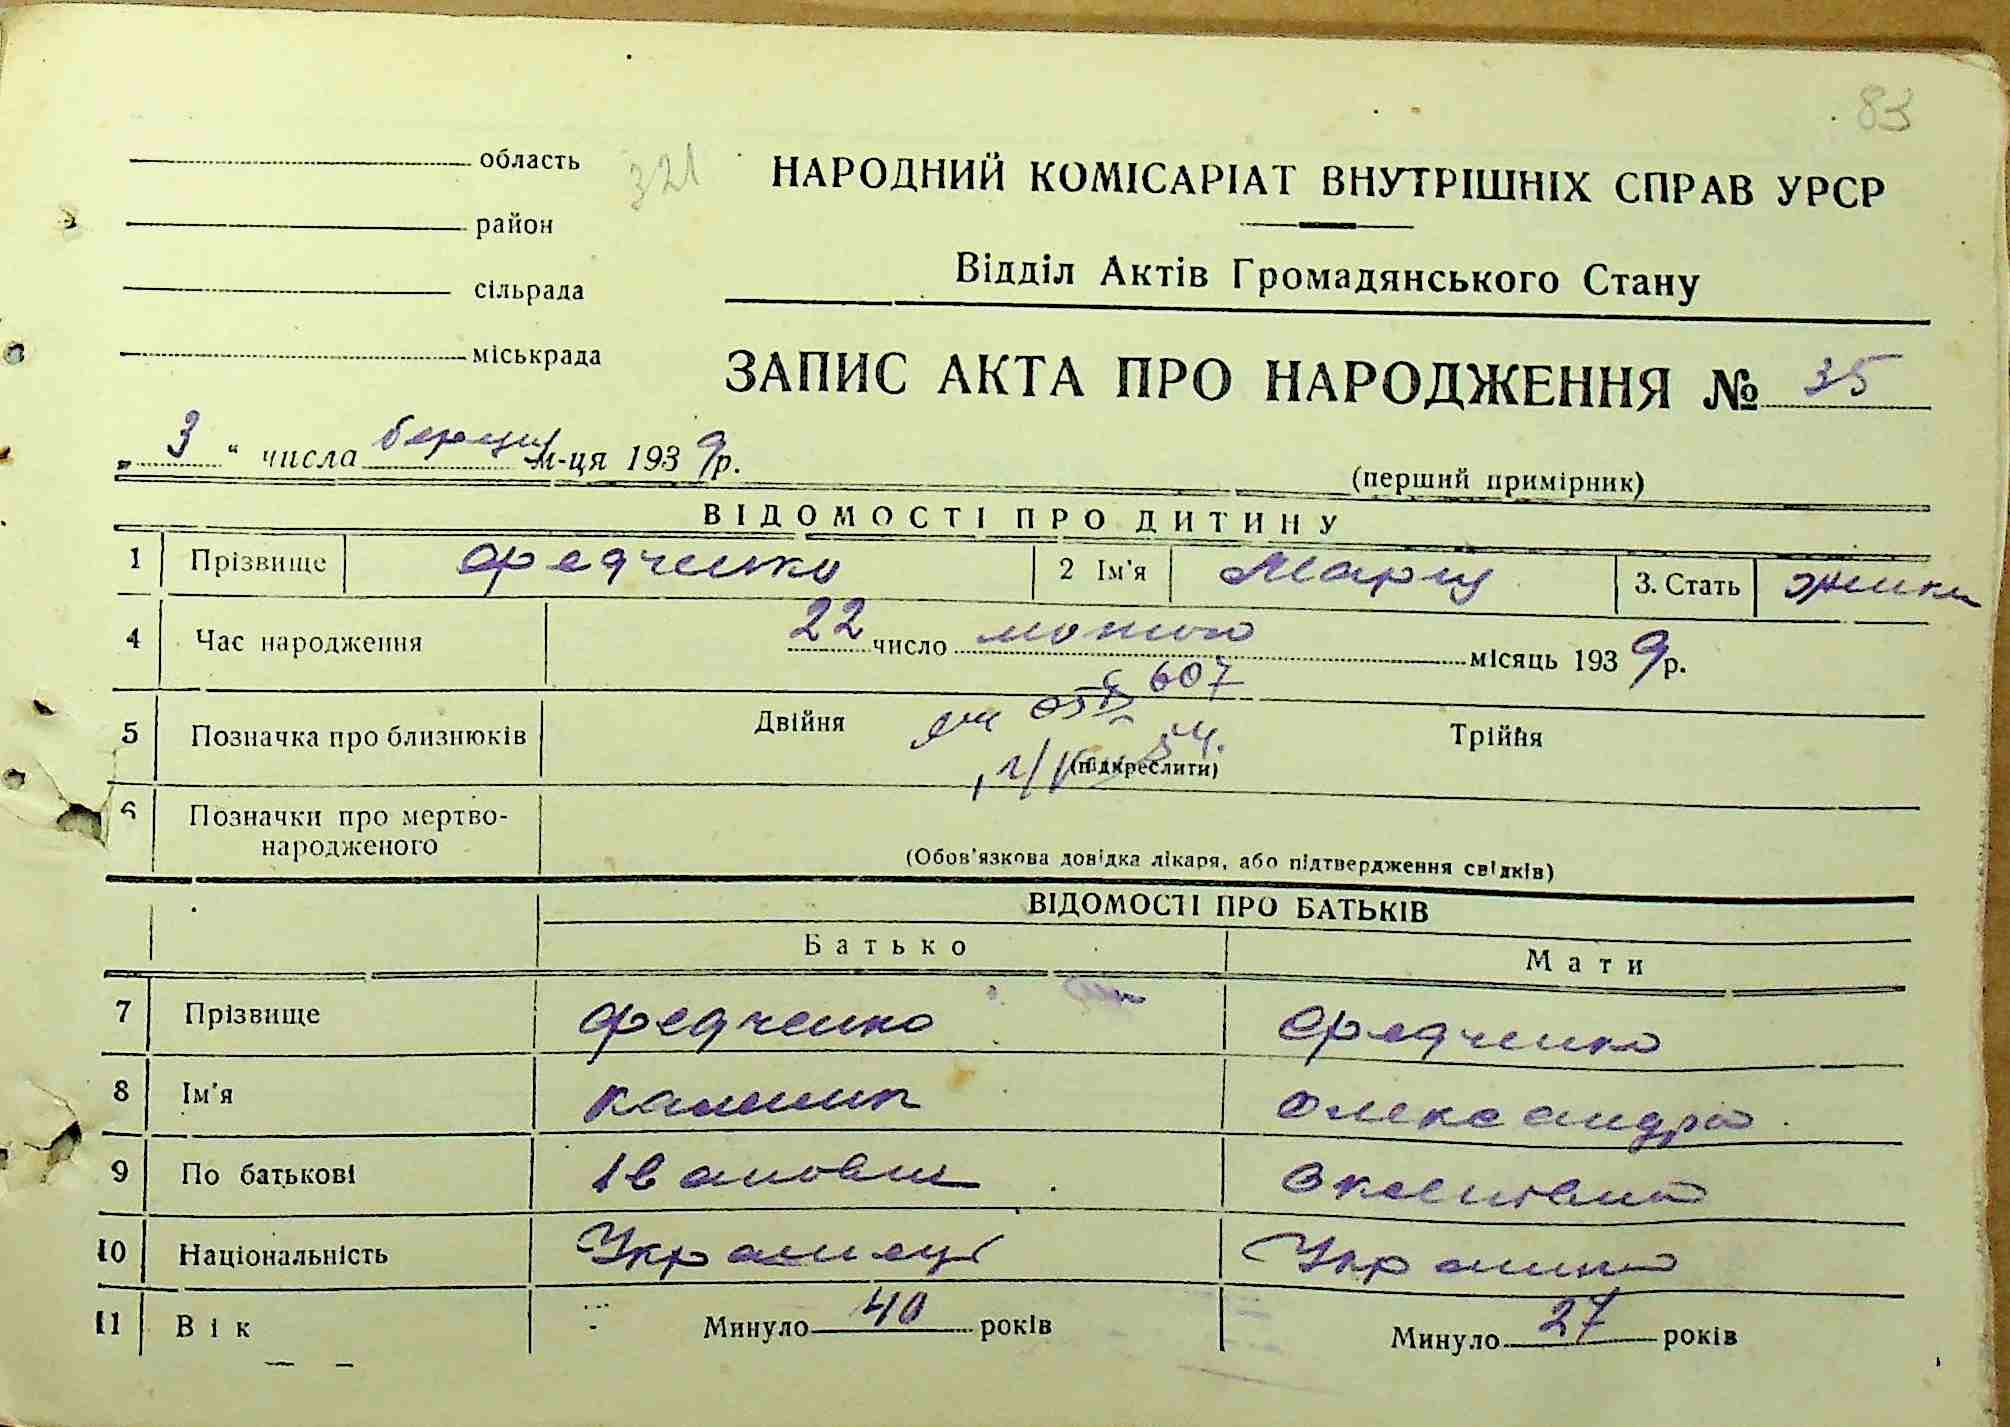 83
область
321
НАРОДНИЙ КОМІСАРІАТ ВНУТРІШНІХ СПРАВ УРСР
район
Відділ Актів Громадянського Стану
сільрада
міськрада
ЗАПИС АКТА ПРО НАРОДЖЕННЯ № 35
„ 3 “ числа м-ця 1939 р.
(перший примірник)
ВІДОМОСТІ ПРО ДИТИНУ
1 Прізвище Федченко 2 Ім'я Марія 3. Стать
4 Час народження 22 число лютого місяць 1939 р.
607
5 Позначка про близнюків Двійня Трійня
(підкреслити)
6 Позначки про мертво-
народженого
(Обов'язкова довідка лікаря, або підтвердження свідків)
ВІДОМОСТІ ПРО БАТЬКІВ
Батько Мати
7 Прізвище Федченко Федченко
8 Ім'я Каленик Олександра
9 По батькові Іванович
10 Національність Українець Українка
11 Вік Минуло 40 років Минуло 27 років